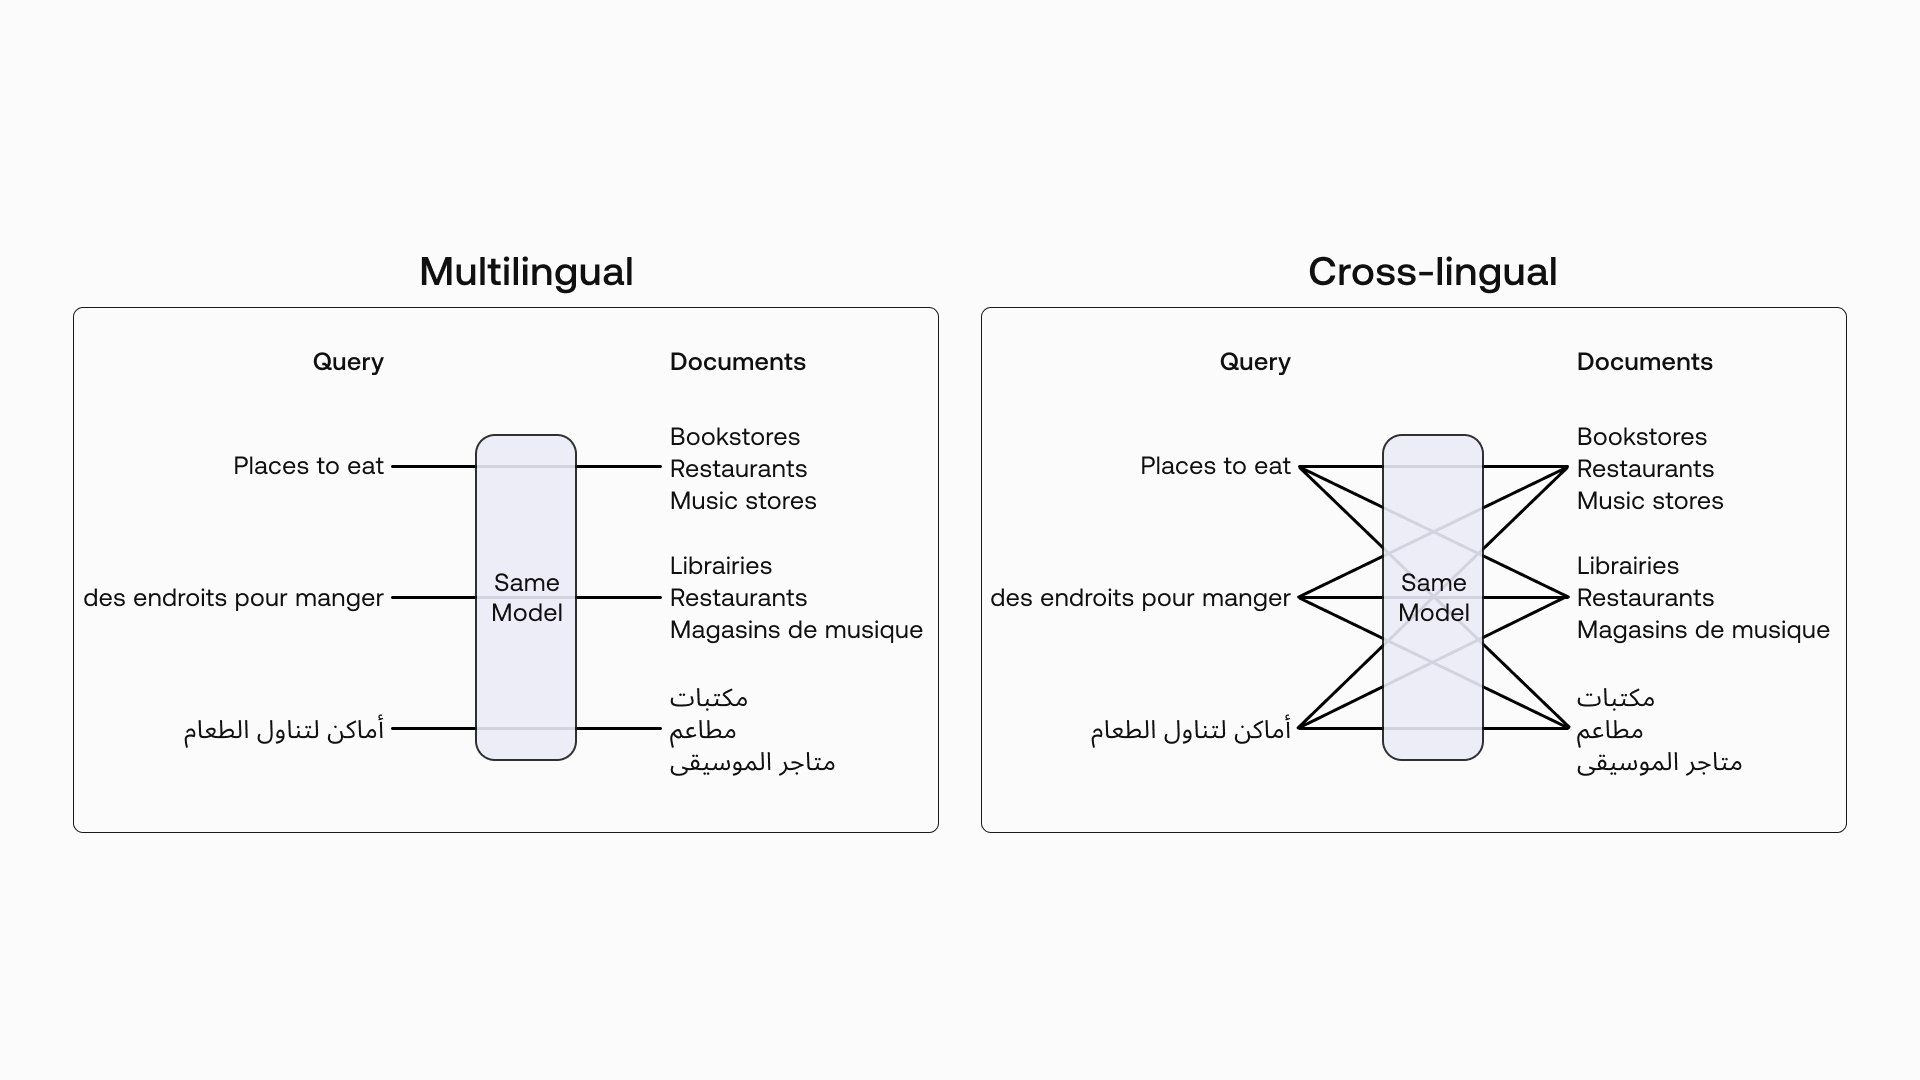 Multilingual
Query
Documents
Places to eat
Bookstores
Restaurants
Music stores
des endroits pour manger
Same
Model
Librairies
Restaurants
Magasins de musique
أماكن لتناول الطعام
مكتبات
مطاعم
متاجر الموسيقى
Cross-lingual
Query
Documents
Places to eat
Bookstores
Restaurants
Music stores
des endroits pour manger
Same
Model
Librairies
Restaurants
Magasins de musique
أماكن لتناول الطعام
مكتبات
مطاعم
متاجر الموسيقى